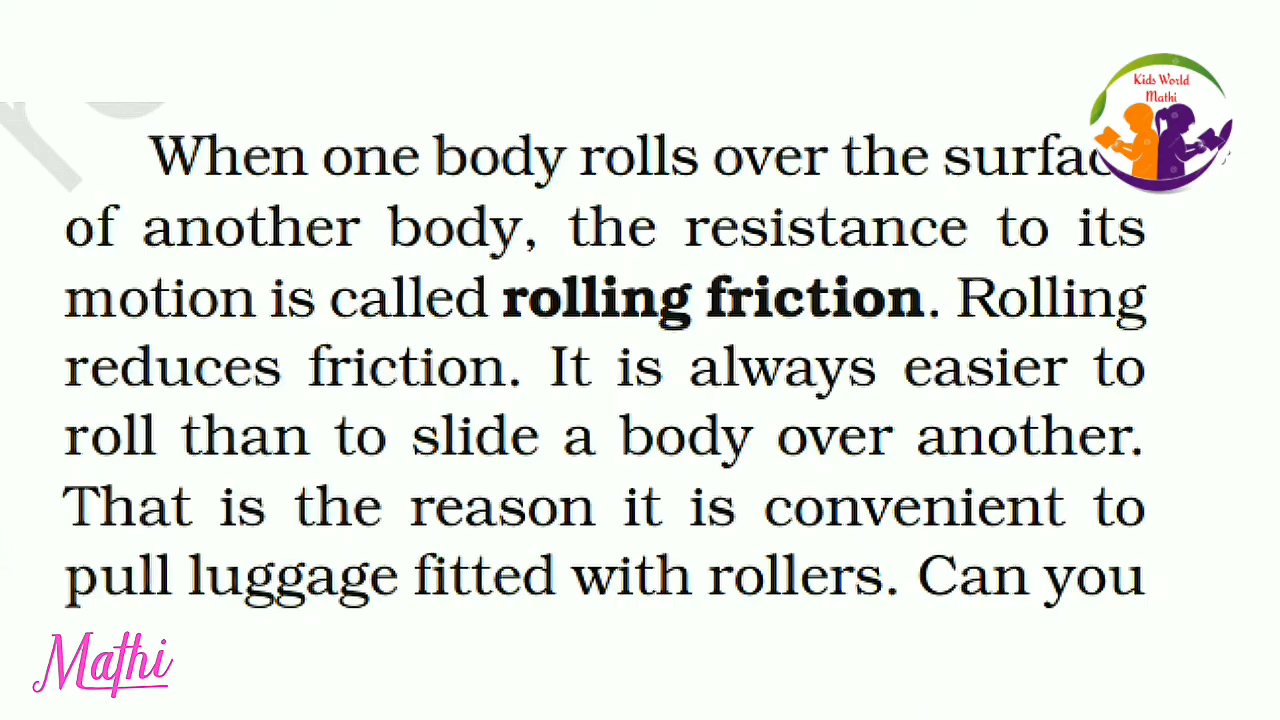 Kids World
Mathi
When one body rolls over the
of another body, the resistance to its
motion is called rolling friction. Rolling
reduces friction. It is always easier to
roll than to slide a body over another.
That is the reason it is convenient to
pull luggage fitted with rollers. Can you
Mathi